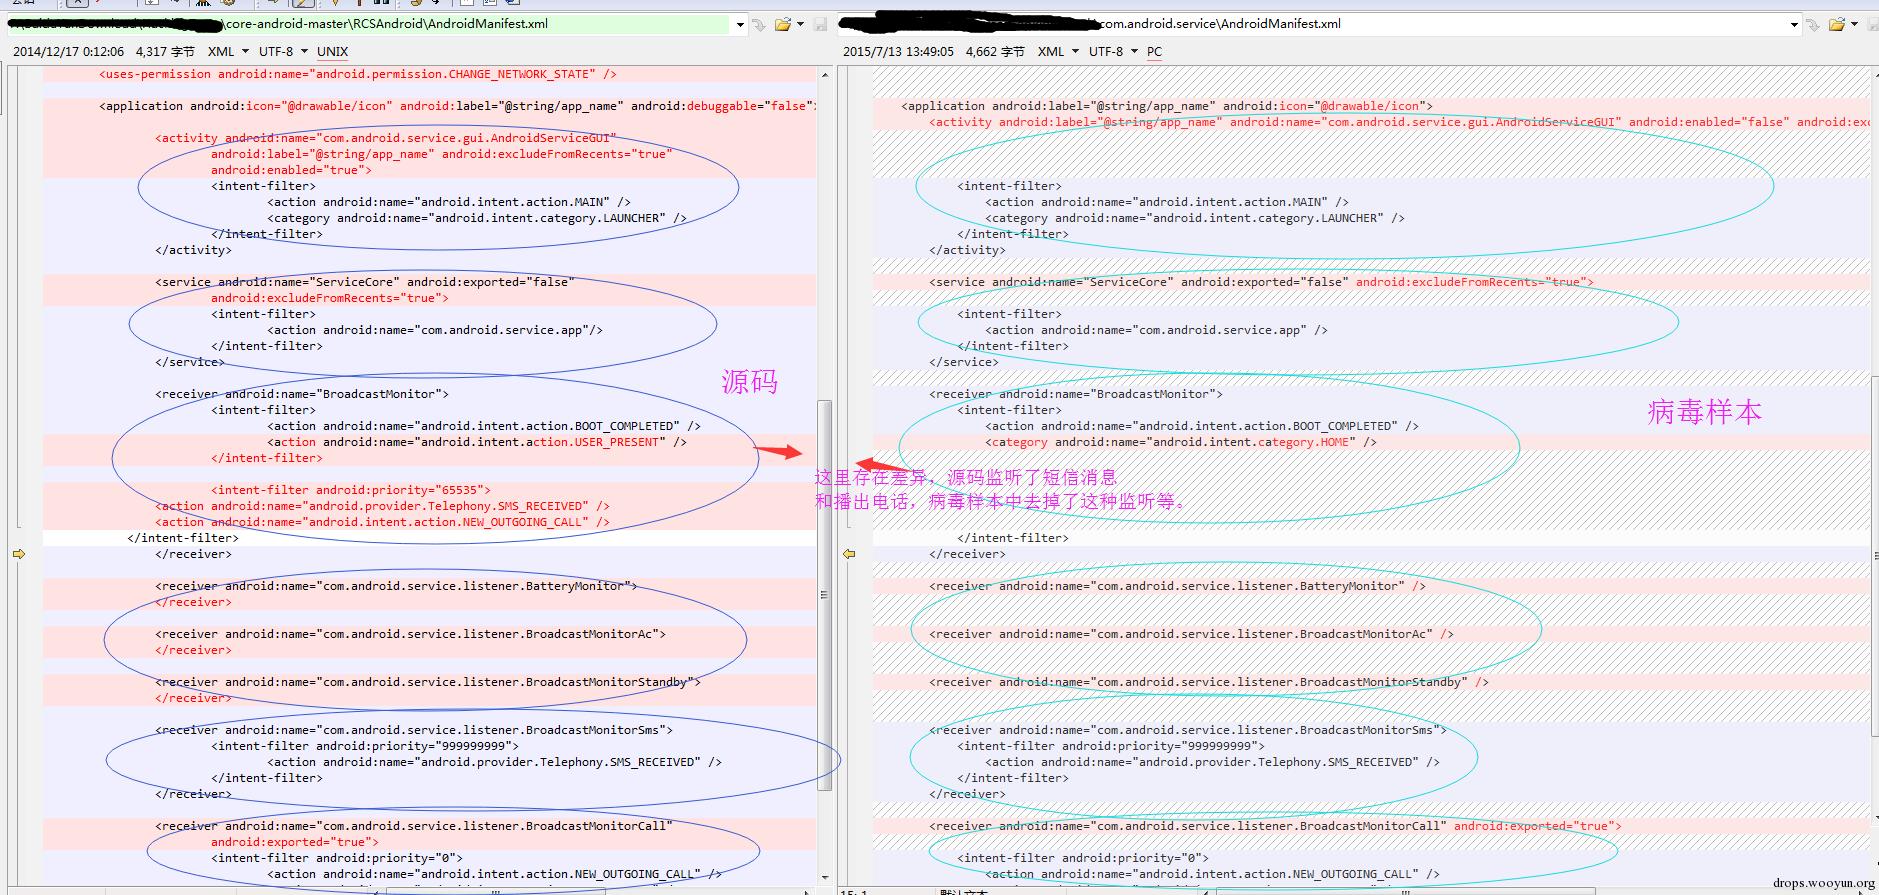 \core-android-master\RCSAndroid\AndroidManifest.xml
2014/12/17 0:12:06 4,317 字节 XML UTF-8 UNIX
<uses-permission android:name="android.permission.CHANGE_NETWORK_STATE" />
<application android:icon="@drawable/icon" android:label="@string/app_name" android:debuggable="false">
<activity android:name="com.android.service.gui.AndroidServiceGUI"
android:label="@string/app_name" android:excludeFromRecents="true"
android:enabled="true">
<intent-filter>
<action android:name="android.intent.action.MAIN" />
<category android:name="android.intent.category.LAUNCHER" />
</intent-filter>
</activity>
<service android:name="ServiceCore" android:exported="false"
android:excludeFromRecents="true">
<intent-filter>
<action android:name="com.android.service.app"/>
</intent-filter>
</service>
源码
<receiver android:name="BroadcastMonitor">
<intent-filter>
<action android:name="android.intent.action.BOOT_COMPLETED" />
<action android:name="android.intent.action.USER_PRESENT" />
</intent-filter>
<intent-filter android:priority="65535">
<action android:name="android.provider.Telephony.SMS_RECEIVED" />
<action android:name="android.intent.action.NEW_OUTGOING_CALL" />
</intent-filter>
</receiver>
<receiver android:name="com.android.service.listener.BatteryMonitor">
</receiver>
<receiver android:name="com.android.service.listener.BroadcastMonitorAc">
</receiver>
<receiver android:name="com.android.service.listener.BroadcastMonitorStandby">
</receiver>
<receiver android:name="com.android.service.listener.BroadcastMonitorSms">
<intent-filter android:priority="999999999">
<action android:name="android.provider.Telephony.SMS_RECEIVED" />
</intent-filter>
</receiver>
<receiver android:name="com.android.service.listener.BroadcastMonitorCall"
android:exported="true">
<intent-filter android:priority="0">
<action android:name="android.intent.action.NEW_OUTGOING_CALL" />
com.android.service\AndroidManifest.xml
2015/7/13 13:49:05 4,662 字节 XML UTF-8 PC
<application android:label="@string/app_name" android:icon="@drawable/icon">
<activity android:label="@string/app_name" android:name="com.android.service.gui.AndroidServiceGUI" android:enabled="false" android:exc
<intent-filter>
<action android:name="android.intent.action.MAIN" />
<category android:name="android.intent.category.LAUNCHER" />
</intent-filter>
</activity>
<service android:name="ServiceCore" android:exported="false" android:excludeFromRecents="true">
<intent-filter>
<action android:name="com.android.service.app" />
</intent-filter>
</service>
<receiver android:name="BroadcastMonitor">
病毒样本
<intent-filter>
<action android:name="android.intent.action.BOOT_COMPLETED" />
<category android:name="android.intent.category.HOME" />
这里存在差异，源码监听了短信消息
和播出电话，病毒样本中去掉了这种监听等。
</intent-filter>
</receiver>
<receiver android:name="com.android.service.listener.BatteryMonitor" />
<receiver android:name="com.android.service.listener.BroadcastMonitorAc" />
<receiver android:name="com.android.service.listener.BroadcastMonitorStandby" />
<receiver android:name="com.android.service.listener.BroadcastMonitorSms">
<intent-filter android:priority="999999999">
<action android:name="android.provider.Telephony.SMS_RECEIVED" />
</intent-filter>
</receiver>
<receiver android:name="com.android.service.listener.BroadcastMonitorCall" android:exported="true">
<intent-filter android:priority="0">
<action android:name="android.intent.action.NEW_OUTGOING_CALL" />
15: 1 默认文本
drops.wooyun.org